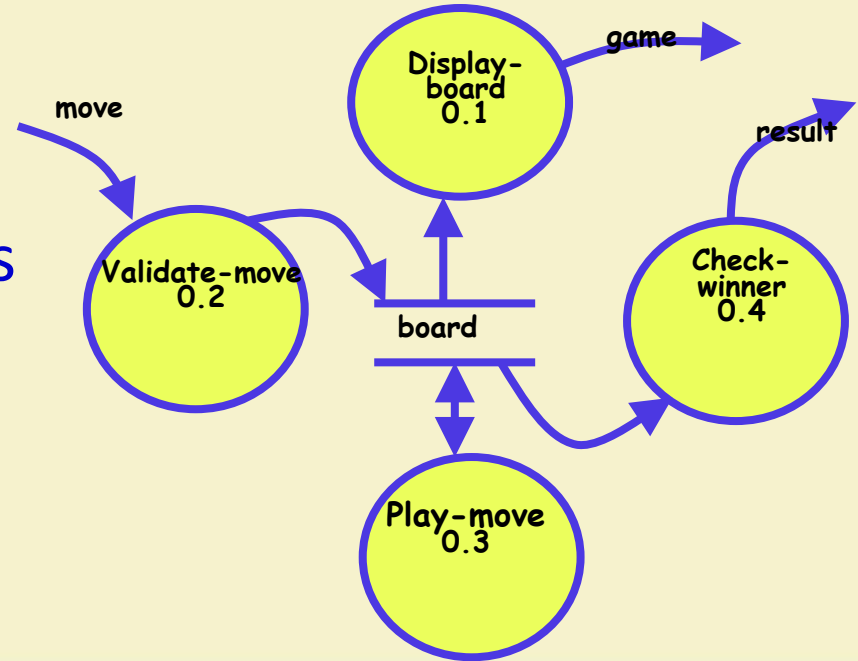 game
Display-
board
0.1
move
result
s
Validate-move
0.2
Check-
winner
0.4
board
Play-move
0.3